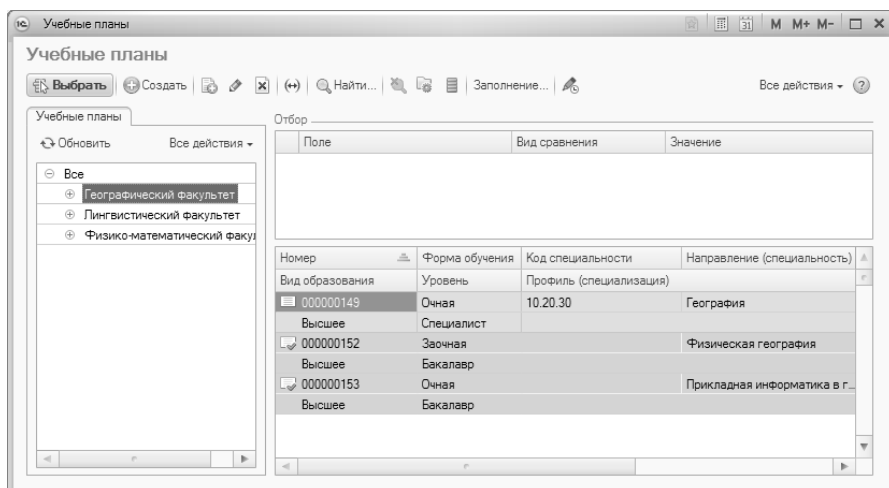 1С Учебные планы 31 M M+ M-
Учебные планы
Выбрать Создать Найти... Заполнение... Все действия ?
Учебные планы
Обновить Все действия
Все
Географический факультет
Лингвистический факультет
Физико-математический факул
Отбор
Поле Вид сравнения Значение
Номер Форма обучения Код специальности Направление (специальность)
Вид образования Уровень Профиль (специализация)
000000149 Очная 10.20.30 География
Высшее Специалист
000000152 Заочная Физическая география
Высшее Бакалавр
000000153 Очная Прикладная информатика в г...
Высшее Бакалавр